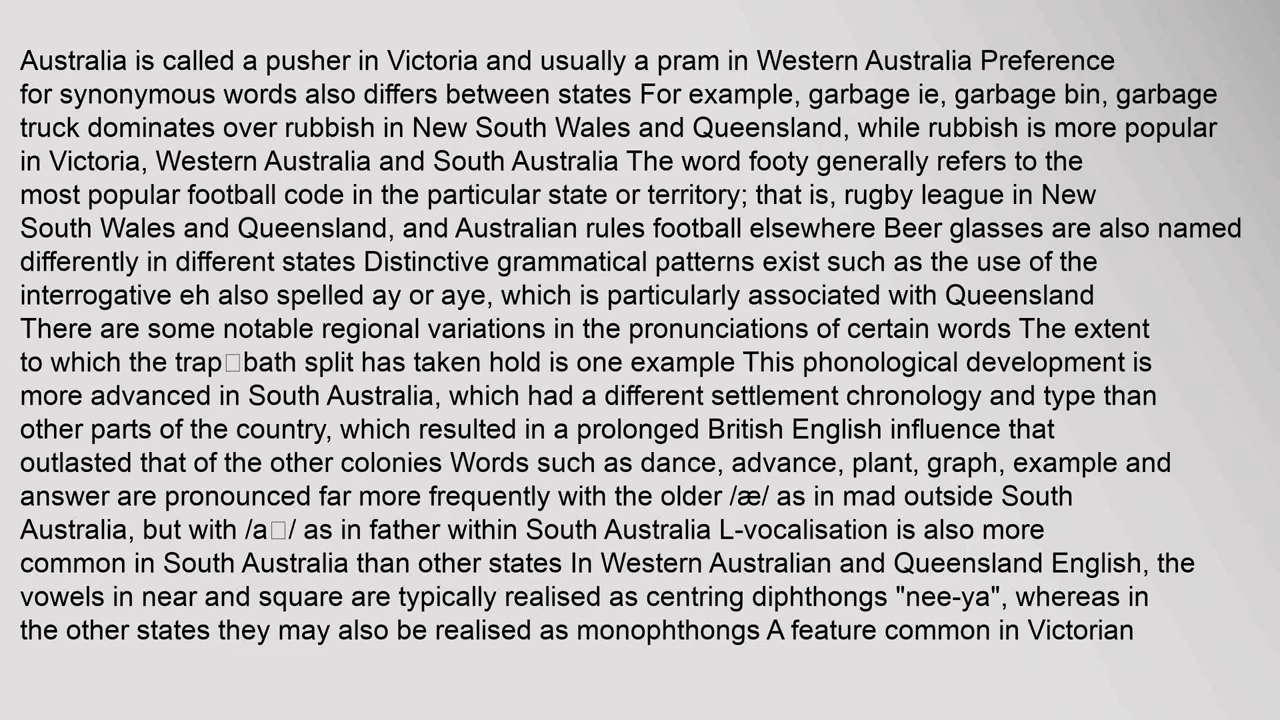 Australia is called a pusher in Victoria and usually a pram in Western Australia Preference
for synonymous words also differs between states For example, garbage ie, garbage bin, garbage
truck dominates over rubbish in New South Wales and Queensland, while rubbish is more popular
in Victoria, Western Australia and South Australia The word footy generally refers to the
most popular football code in the particular state or territory; that is, rugby league in New
South Wales and Queensland, and Australian rules football elsewhere Beer glasses are also named
differently in different states Distinctive grammatical patterns exist such as the use of the
interrogative eh also spelled ay or aye, which is particularly associated with Queensland
There are some notable regional variations in the pronunciations of certain words The extent
to which the trap□bath split has taken hold is one example This phonological development is
more advanced in South Australia, which had a different settlement chronology and type than
other parts of the country, which resulted in a prolonged British English influence that
outlasted that of the other colonies Words such as dance, advance, plant, graph, example and
answer are pronounced far more frequently with the older /æ/ as in mad outside South
Australia, but with /a□/ as in father within South Australia L-vocalisation is also more
common in South Australia than other states In Western Australian and Queensland English, the
vowels in near and square are typically realised as centring diphthongs "nee-ya", whereas in
the other states they may also be realised as monophthongs A feature common in Victorian